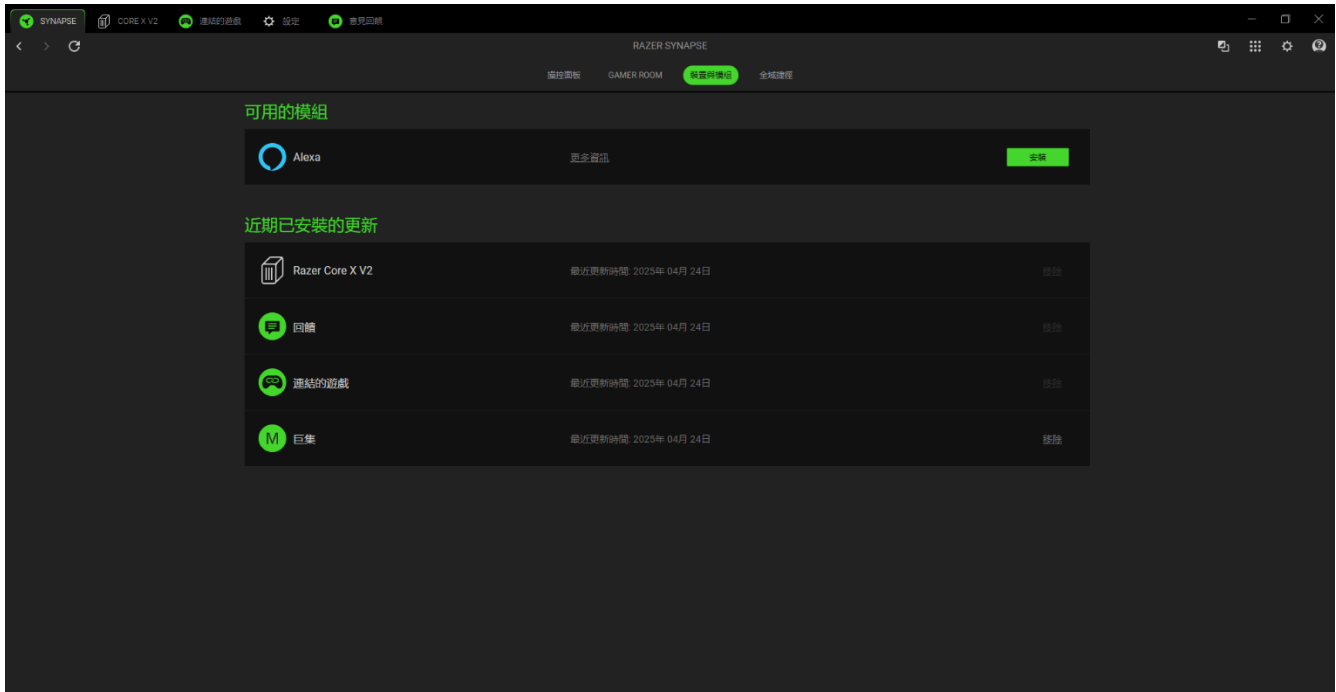 SYNAPSE CORE X V2 連結的遊戲 設定 意見回饋
RAZER SYNAPSE
操控面板 GAMER ROOM 裝置與模組 全域捷徑
可用的模組
Alexa 更多資訊 安裝
近期已安裝的更新
Razer Core X V2 最近更新時間: 2025年 04月 24日 移除
回饋 最近更新時間: 2025年 04月 24日 移除
連結的遊戲 最近更新時間: 2025年 04月 24日 移除
M 巨集 最近更新時間: 2025年 04月 24日 移除